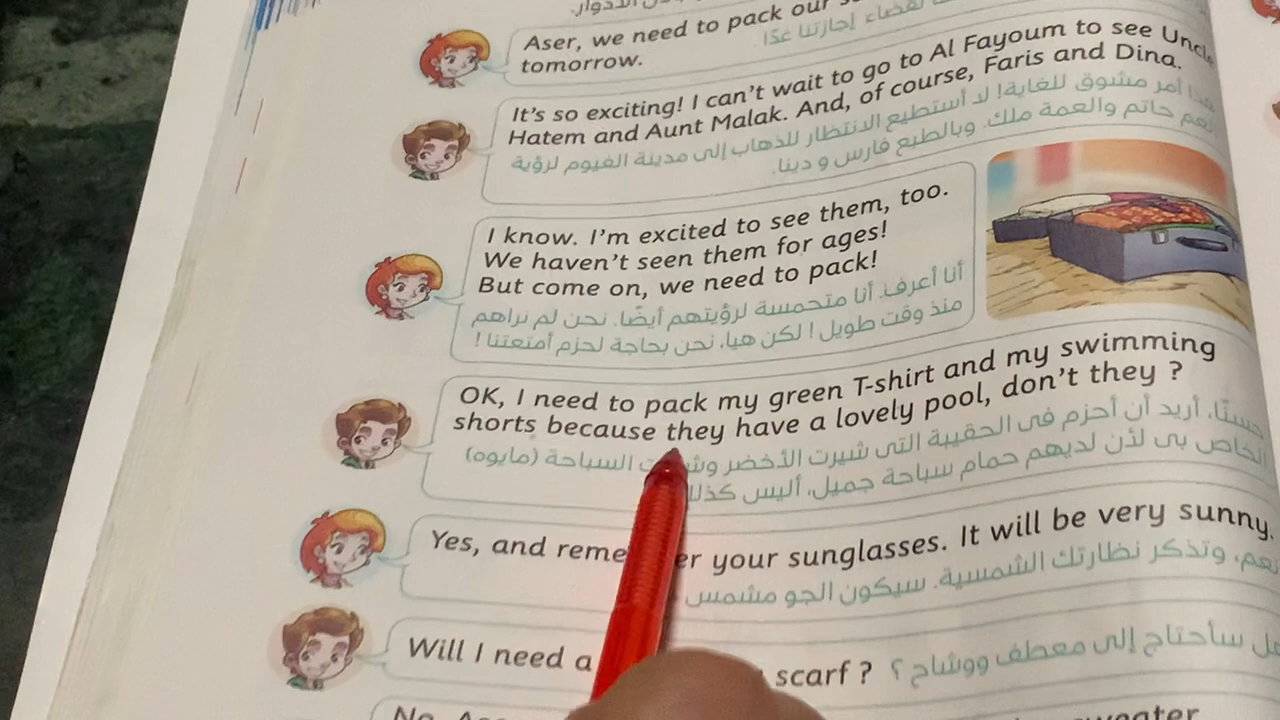 الأدوار.
Aser, we need to pack our
tomorrow.
لقضاء إجازتنا غدًا.
It's so exciting! I can't wait to go to Al Fayoum to see Uncle
Hatem and Aunt Malak. And, of course, Faris and Dina.
هذا أمر مشوق للغاية! لا أستطيع الانتظار للذهاب إلى مدينة الفيوم لرؤية
العم حاتم والعمة ملك. وبالطبع فارس و دينا.
I know. I'm excited to see them, too.
We haven't seen them for ages!
But come on, we need to pack!
أنا أعرف. أنا متحمسة لرؤيتهم أيضًا. نحن لم نراهم
منذ وقت طويل! لكن هيا، نحن بحاجة لحزم أمتعتنا !
OK, I need to pack my green T-shirt and my swimming
shorts because they have a lovely pool, don't they ?
حسنًا، أريد أن أحزم في الحقيبة التي شيرت الأخضر السباحة (مايوه)
الخاص بي لأن لديهم حمام سباحة جميل، أليس
Yes, and your sunglasses. It will be very sunny.
نعم، وتذكر نظارتك الشمسية. سيكون الجو مشمس
Will I need a scarf ?
هل سأحتاج إلى معطف ووشاح ؟
No, sweater